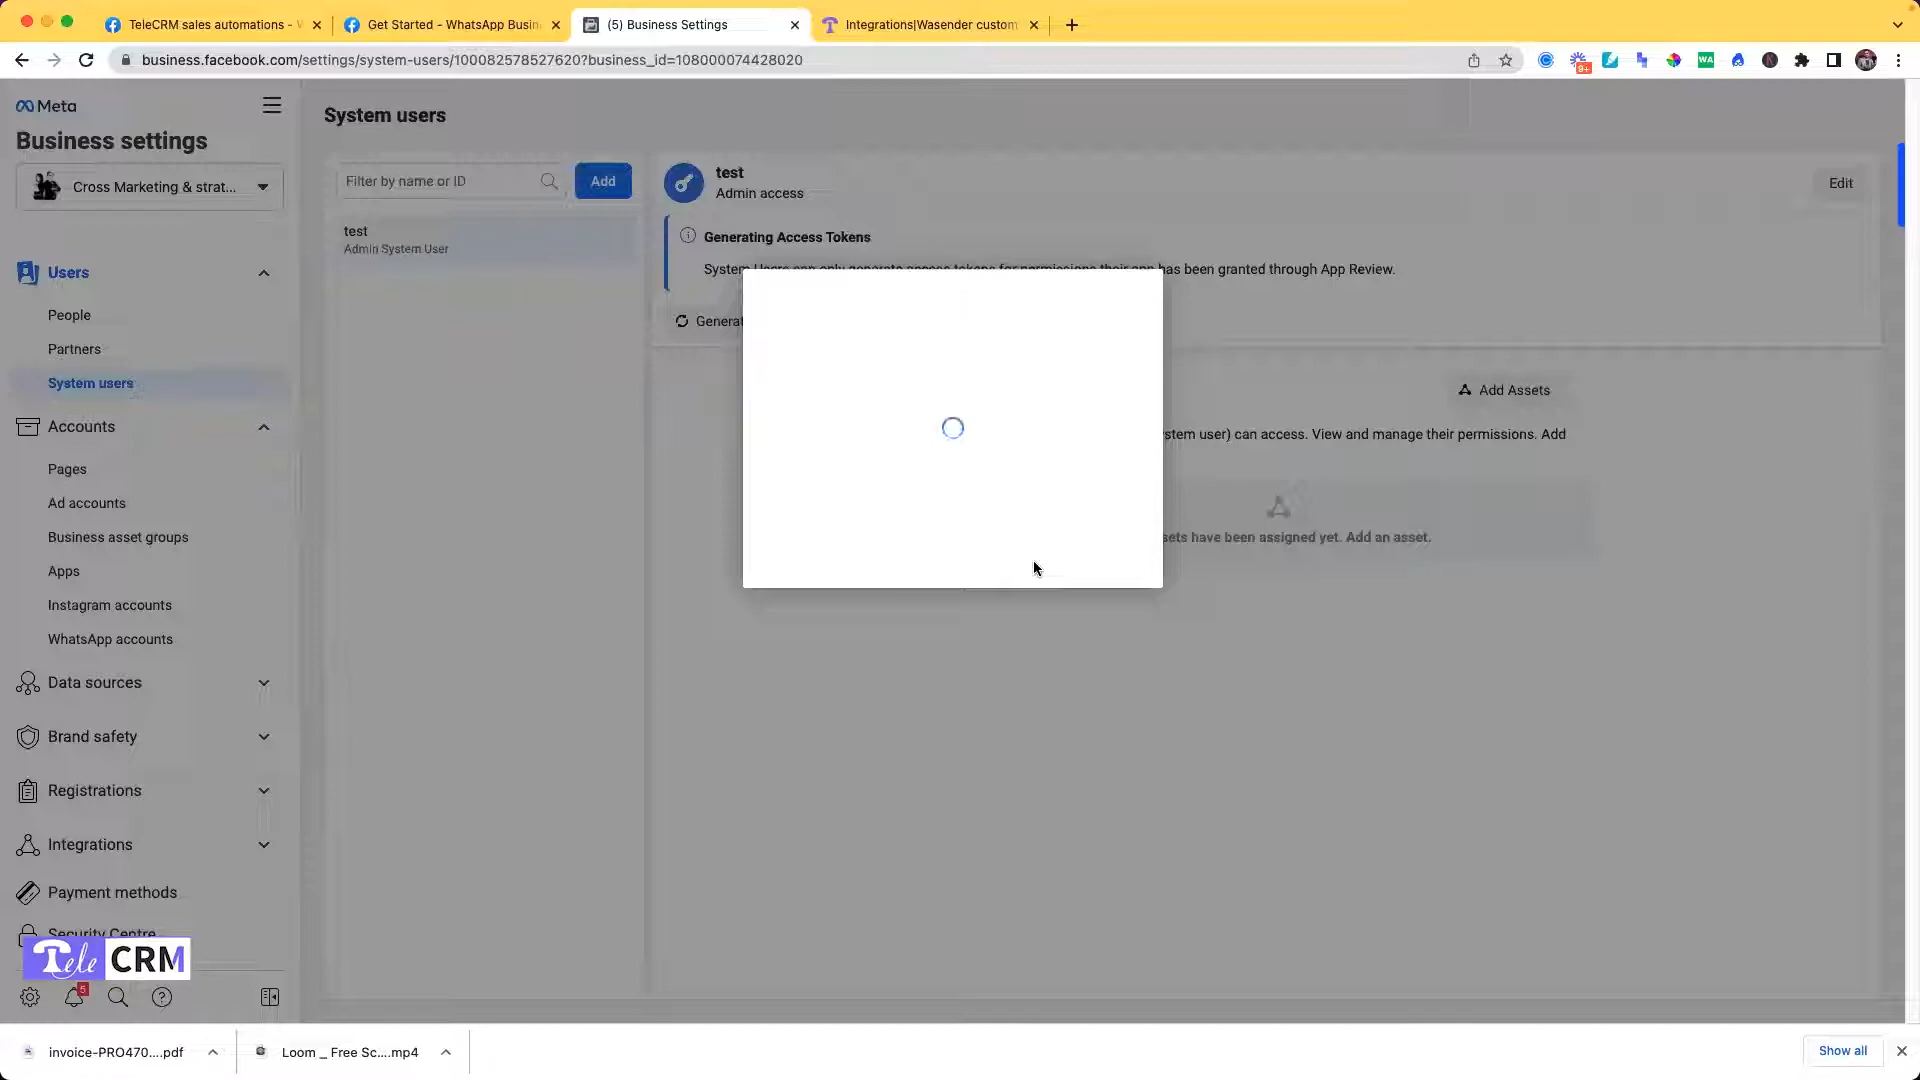 TeleCRM sales automations - W
Get Started - WhatsApp Busin
(5) Business Settings
Integrations|Wasender custom
business.facebook.com/settings/system-users/100082578527620?business_id=108000074428020
9+
WA
Meta
Business settings
Cross Marketing & strat...
Users
People
Partners
System users
Accounts
Pages
Ad accounts
Business asset groups
Apps
Instagram accounts
WhatsApp accounts
Data sources
Brand safety
Registrations
Integrations
Payment methods
Security Centre
Tele CRM
5
System users
Filter by name or ID
Add
test
Admin System User
test
Admin access
Edit
Generating Access Tokens
System Users can only generate access tokens for permissions their app has been granted through App Review.
Generat
Add Assets
stem user) can access. View and manage their permissions. Add
sets have been assigned yet. Add an asset.
invoice-PRO470....pdf
Loom _ Free Sc....mp4
Show all